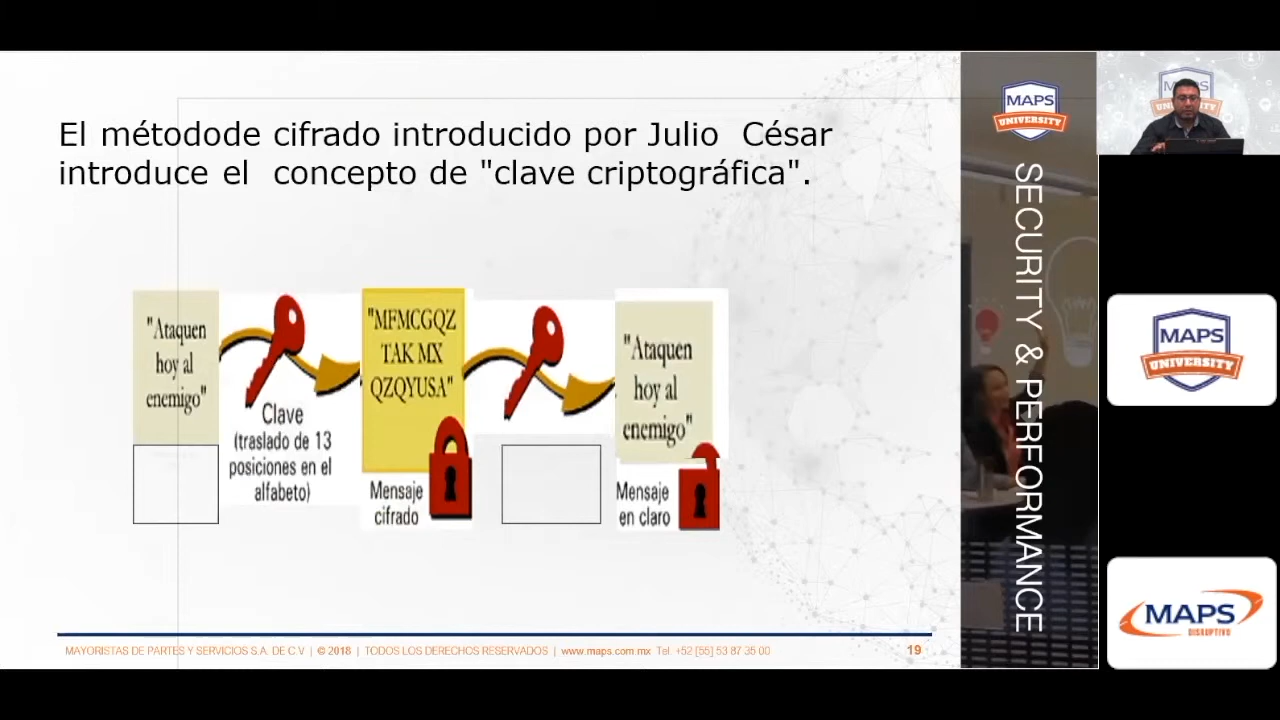 El métodode cifrado introducido por Julio César
introduce el concepto de "clave criptográfica".
"Ataquen
hoy al
enemigo"
Clave
(traslado de 13
posiciones en el
alfabeto)
"MFMCGQZ
TAK MX
QZQYUSA"
Mensaje
cifrado
"Ataquen
hoy al
enemigo"
Mensaje
en claro
MAYORISTAS DE PARTES Y SERVICIOS S.A. DE C.V. | @ 2018 | TODOS LOS DERECHOS RESERVADOS | www.maps.com.mx Tel. +52 [55] 53 87 35 00
19
MAPS
UNIVERSITY
SECURITY & PERFORMANCE
MAPS
UNIVERSITY
MAPS
DISRUPTIVO